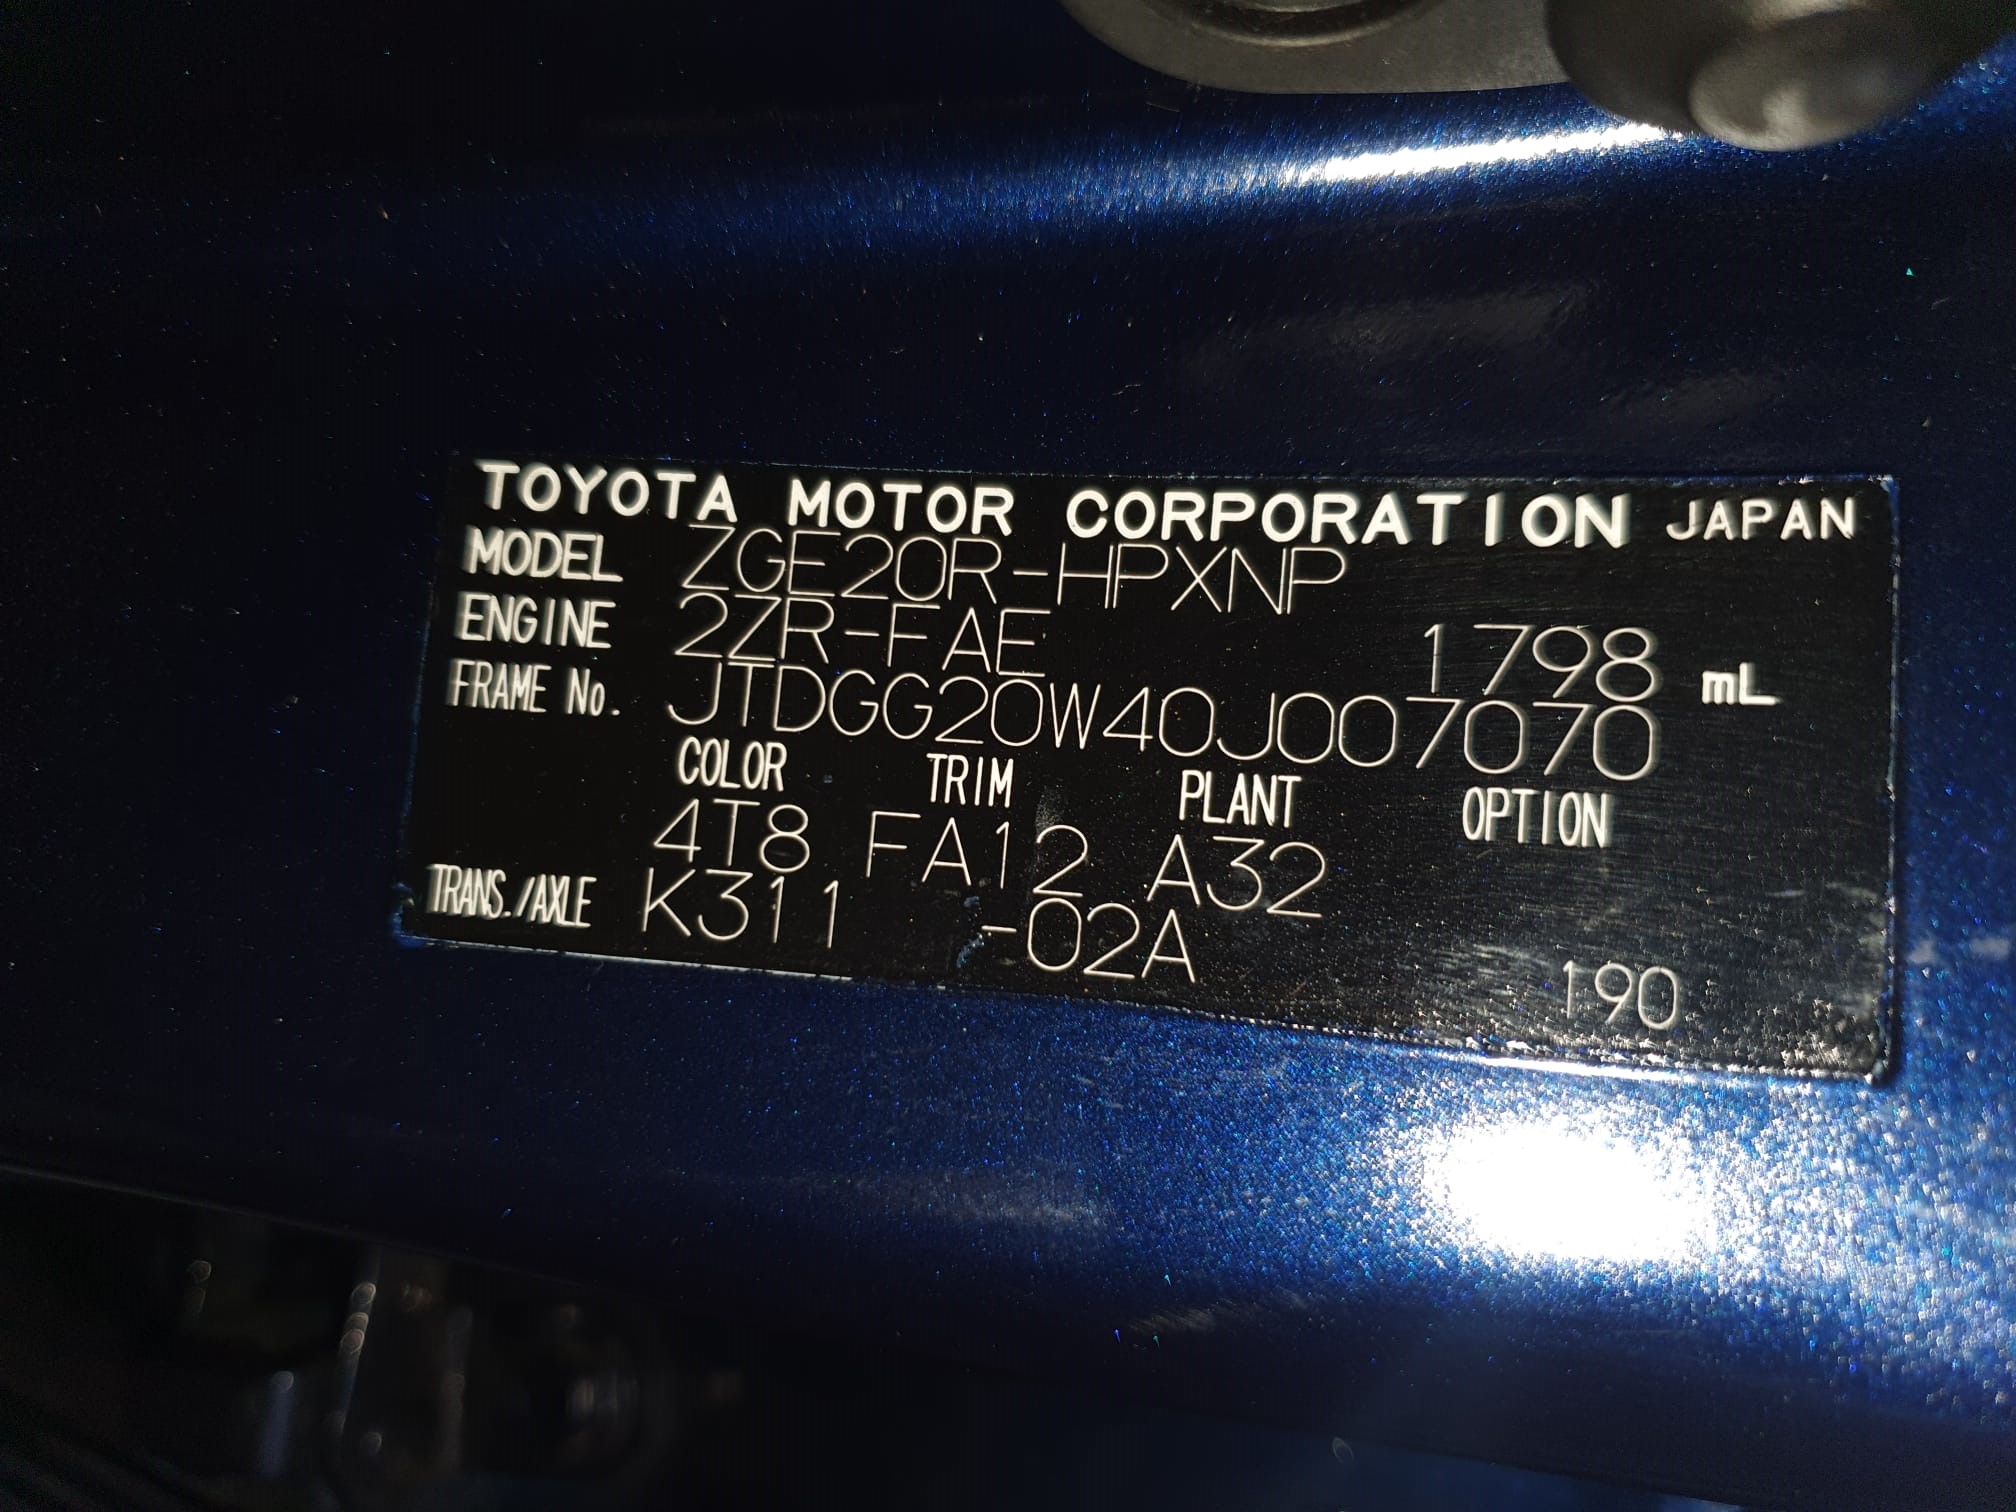 TOYOTA MOTOR CORPORATION JAPAN
MODEL ZGE20R-HPXNP
ENGINE 2ZR-FAE 1798 mL
FRAME No. JTDGG20W40J007070
COLOR TRIM PLANT OPTION
4T8 FA12 A32
TRANS./AXLE K311 -02A
190